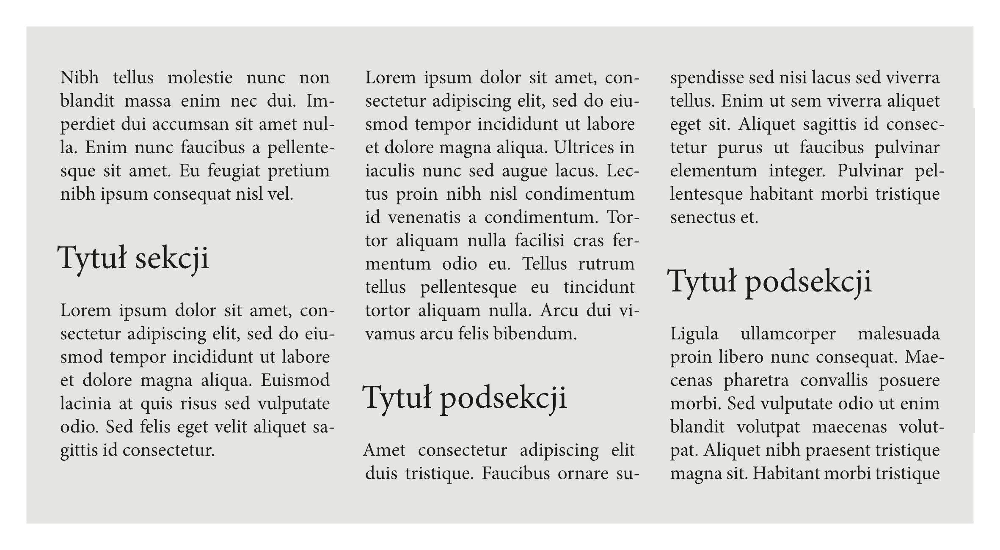 Nibh tellus molestie nunc non
blandit massa enim nec dui. Im-
perdiet dui accumsan sit amet nul-
la. Enim nunc faucibus a pellente-
sque sit amet. Eu feugiat pretium
nibh ipsum consequat nisl vel.
Tytuł sekcji
Lorem ipsum dolor sit amet, con-
sectetur adipiscing elit, sed do eiu-
smod tempor incididunt ut labore
et dolore magna aliqua. Euismod
lacinia at quis risus sed vulputate
odio. Sed felis eget velit aliquet sa-
gittis id consectetur.
Lorem ipsum dolor sit amet, con-
sectetur adipiscing elit, sed do eiu-
smod tempor incididunt ut labore
et dolore magna aliqua. Ultrices in
iaculis nunc sed augue lacus. Lec-
tus proin nibh nisl condimentum
id venenatis a condimentum. Tor-
tor aliquam nulla facilisi cras fer-
mentum odio eu. Tellus rutrum
tellus pellentesque eu tincidunt
tortor aliquam nulla. Arcu dui vi-
vamus arcu felis bibendum.
Tytuł podsekcji
Amet consectetur adipiscing elit
duis tristique. Faucibus ornare su-
spendisse sed nisi lacus sed viverra
tellus. Enim ut sem viverra aliquet
eget sit. Aliquet sagittis id consec-
tetur purus ut faucibus pulvinar
elementum integer. Pulvinar pel-
lentesque habitant morbi tristique
senectus et.
Tytuł podsekcji
Ligula ullamcorper malesuada
proin libero nunc consequat. Mae-
cenas pharetra convallis posuere
morbi. Sed vulputate odio ut enim
blandit volutpat maecenas volut-
pat. Aliquet nibh praesent tristique
magna sit. Habitant morbi tristique